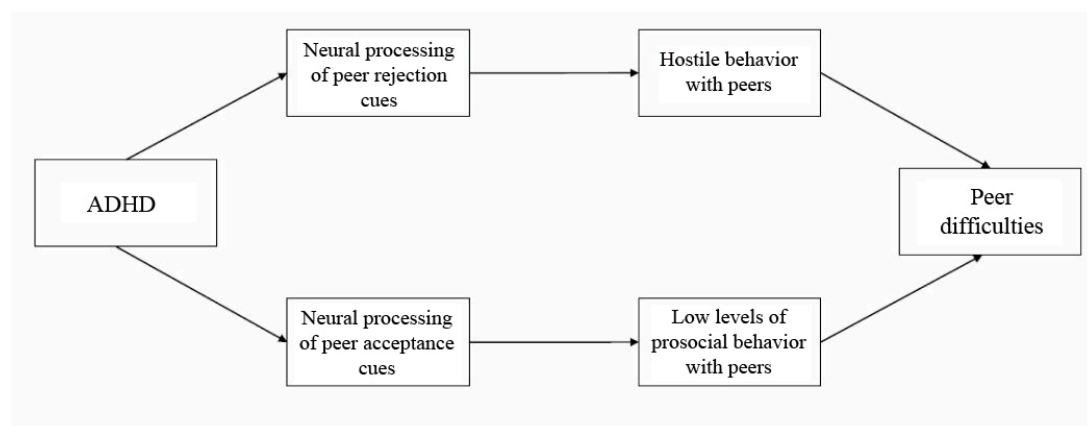 Neural processing
of peer rejection
cues
Hostile behavior
with peers
ADHD
Peer
difficulties
Neural processing
of peer acceptance
cues
Low levels of
prosocial behavior
with peers